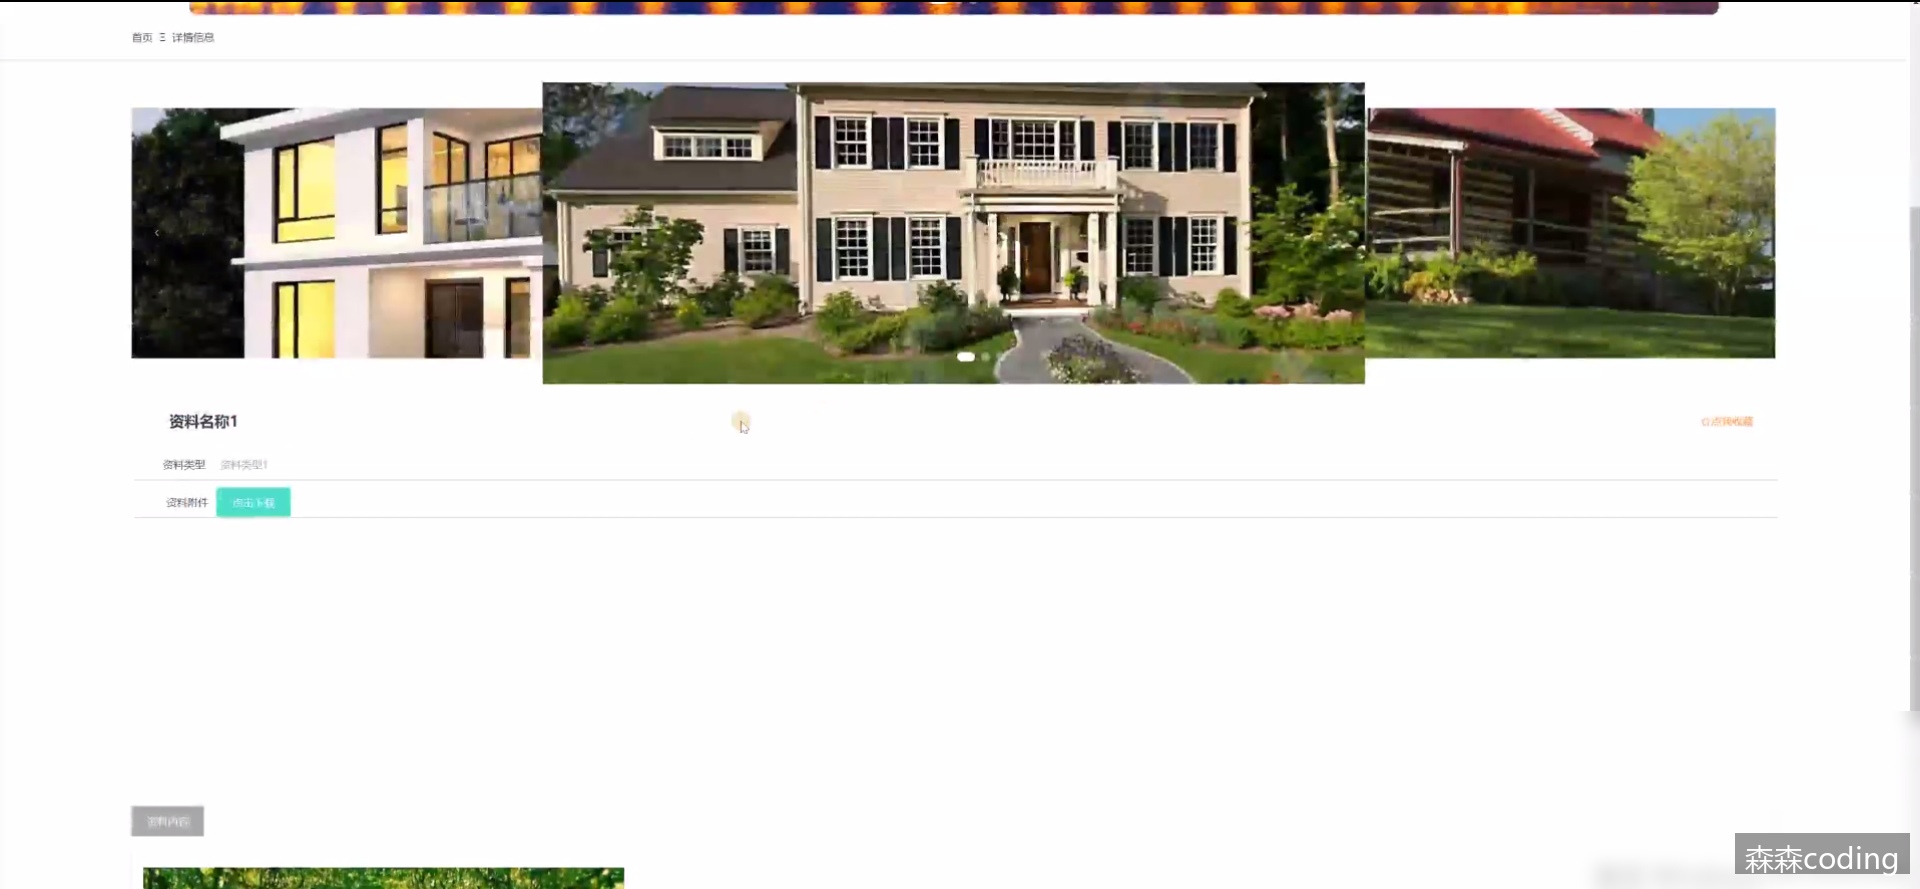 首页 Ξ 详情信息
资料名称1
☆点我收藏
资料类型 资料类型1
资料附件 点击下载
资料内容
森森coding